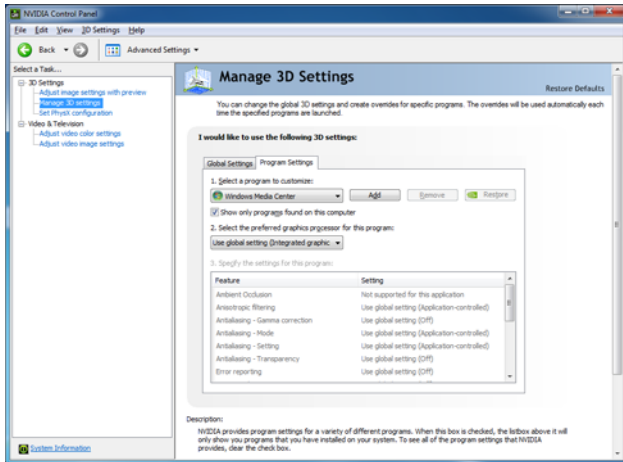 NVIDIA Control Panel
File Edit View 3D Settings Help
Back Advanced Settings
Select a Task...
3D Settings
Adjust image settings with preview
Manage 3D settings
Set PhysX configuration
Video & Television
Adjust video color settings
Adjust video image settings
System Information
Manage 3D Settings
Restore Defaults
You can change the global 3D settings and create overrides for specific programs. The overrides will be used automatically each
time the specified programs are launched.
I would like to use the following 3D settings:
Global Settings Program Settings
1. Select a program to customize:
Windows Media Center Add Remove Restore
Show only programs found on this computer
2. Select the preferred graphics processor for this program:
Use global setting (Integrated graphic
3. Specify the settings for this program:
Feature Setting
Ambient Occlusion Not supported for this application
Anisotropic filtering Use global setting (Application-controlled)
Antialiasing - Gamma correction Use global setting (Off)
Antialiasing - Mode Use global setting (Application-controlled)
Antialiasing - Setting Use global setting (Application-controlled)
Antialiasing - Transparency Use global setting (Off)
Error reporting Use global setting (Off)
Description:
NVIDIA provides program settings for a variety of different programs. When this box is checked, the listbox above it will
only show you programs that you have installed on your system. To see all of the program settings that NVIDIA
provides, clear the check box.